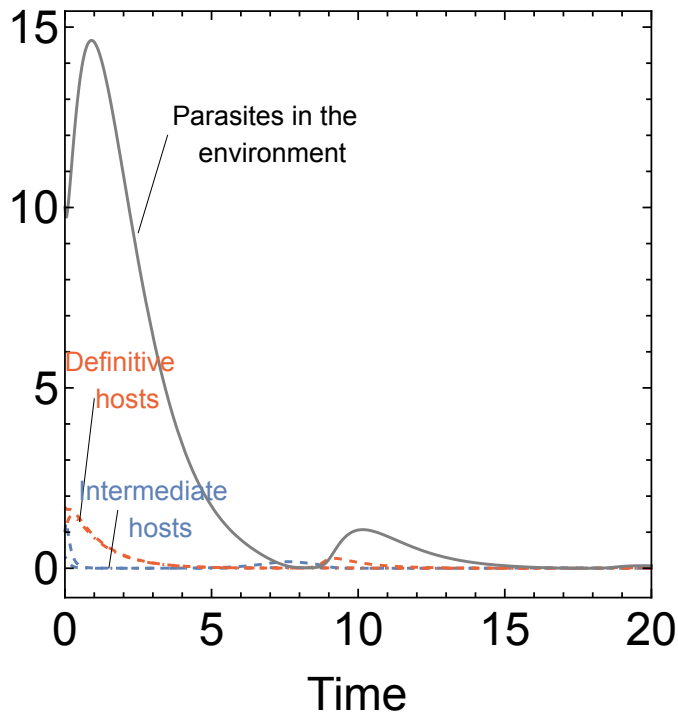 15
Parasites in the
environment
10
Definitive
5
hosts
Intermediate
hosts
0
0 5 10 15 20
Time